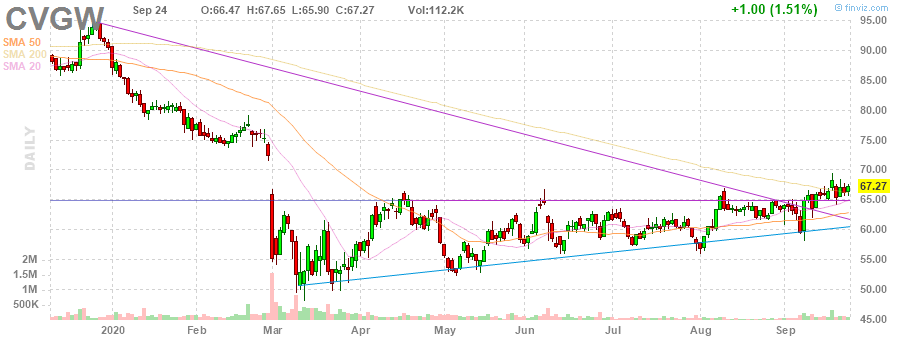 CVGW Sep 24 O:66.47 H:67.65 L:65.90 C:67.27 Vol:112.2K +1.00 (1.51%) © finviz.com
SMA 50
SMA 200
SMA 20
DAILY
95.00
90.00
85.00
80.00
75.00
70.00
67.27
65.00
60.00
55.00
50.00
45.00
2M
1.5M
1M
500K
2020 Feb Mar Apr May Jun Jul Aug Sep